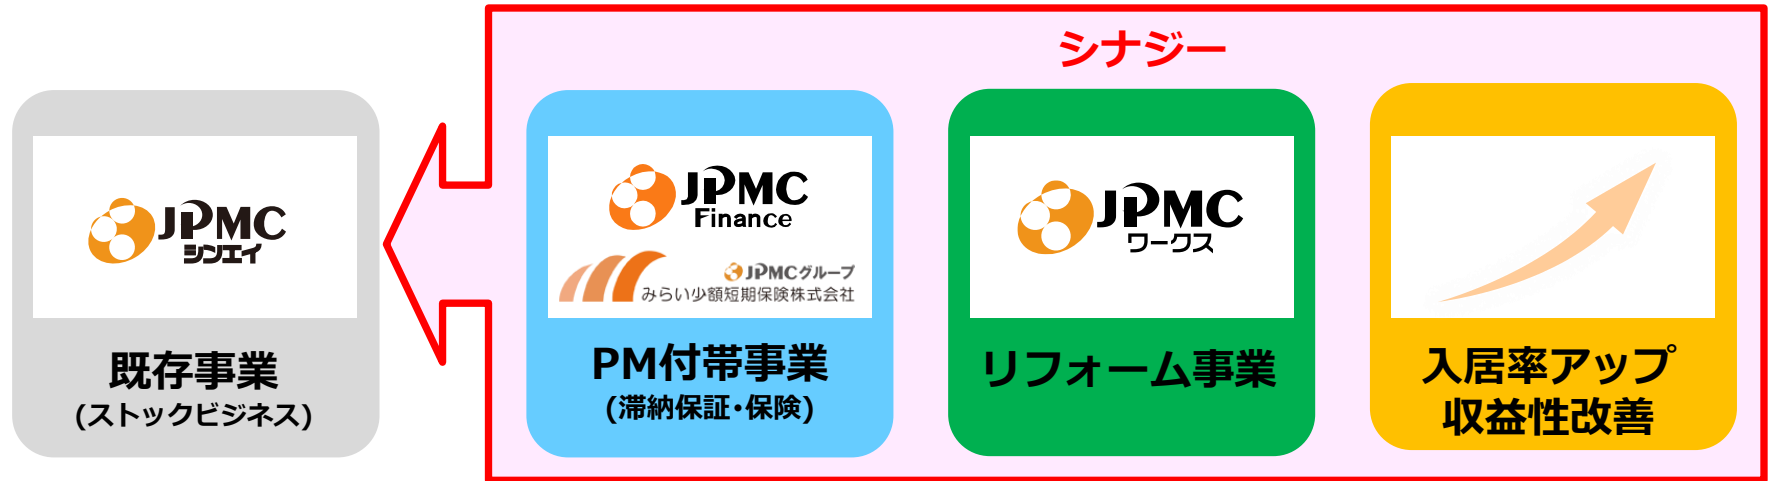 シナジー
JPMC
シンエイ
既存事業
(ストックビジネス)
JPMC
Finance
JPMCグループ
みらい少額短期保険株式会社
PM付帯事業
(滞納保証・保険)
JPMC
ワークス
リフォーム事業
入居率アップ
収益性改善